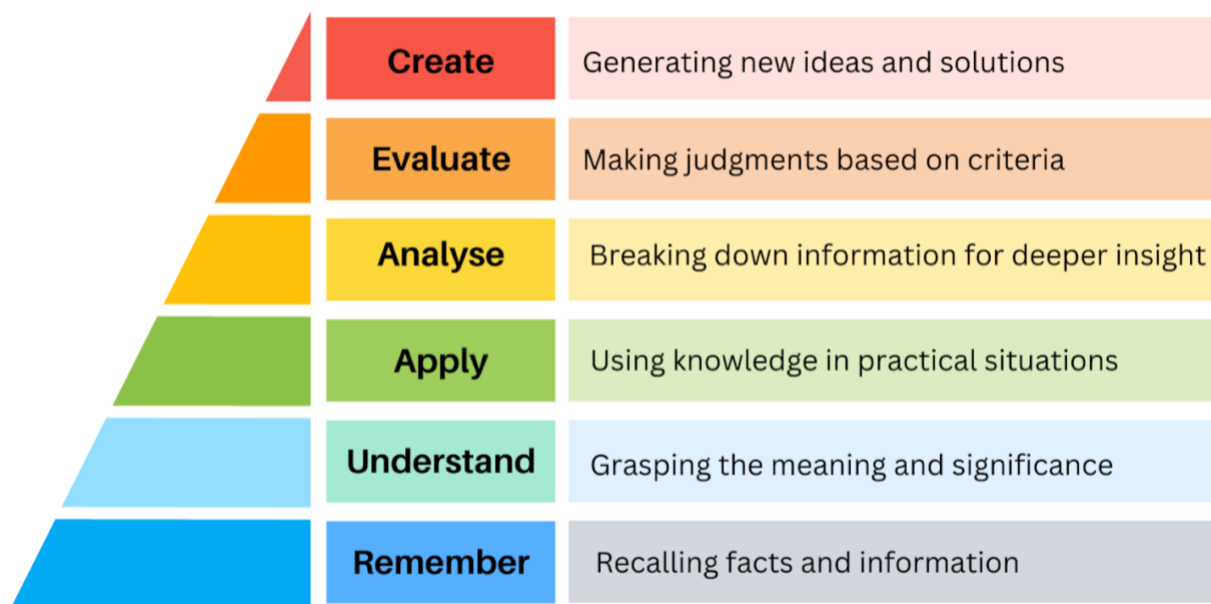 Create
Generating new ideas and solutions
Evaluate
Making judgments based on criteria
Analyse
Breaking down information for deeper insight
Apply
Using knowledge in practical situations
Understand
Grasping the meaning and significance
Remember
Recalling facts and information